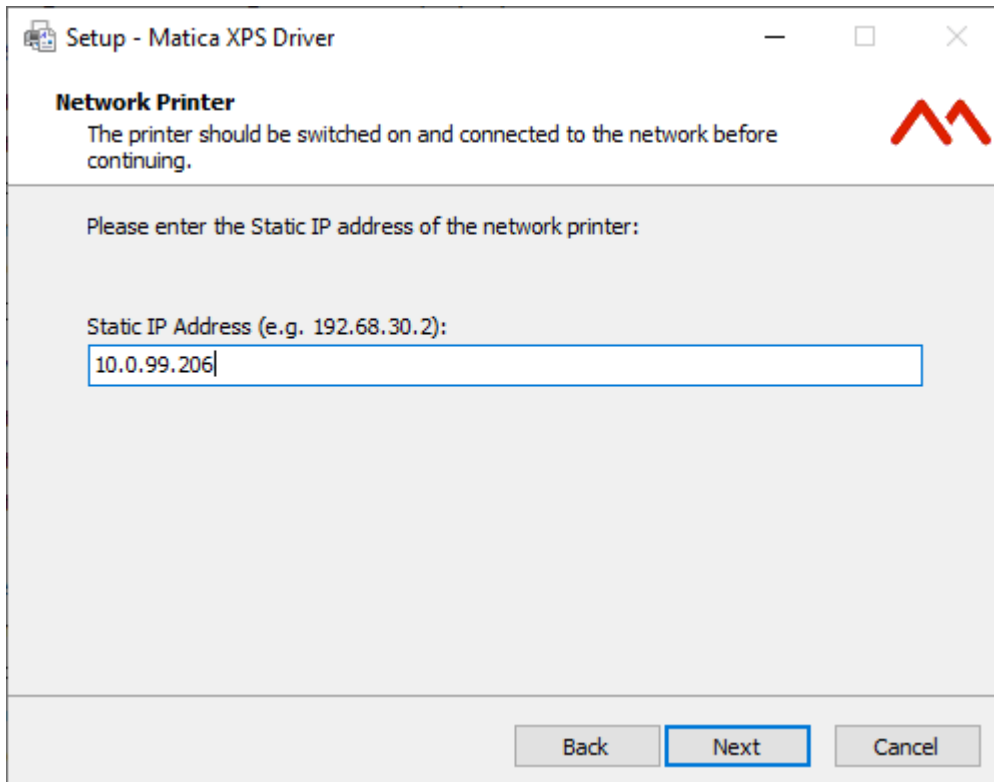 Setup - Matica XPS Driver
Network Printer
The printer should be switched on and connected to the network before
continuing.
Please enter the Static IP address of the network printer:
Static IP Address (e.g. 192.68.30.2):
10.0.99.206
Back Next Cancel